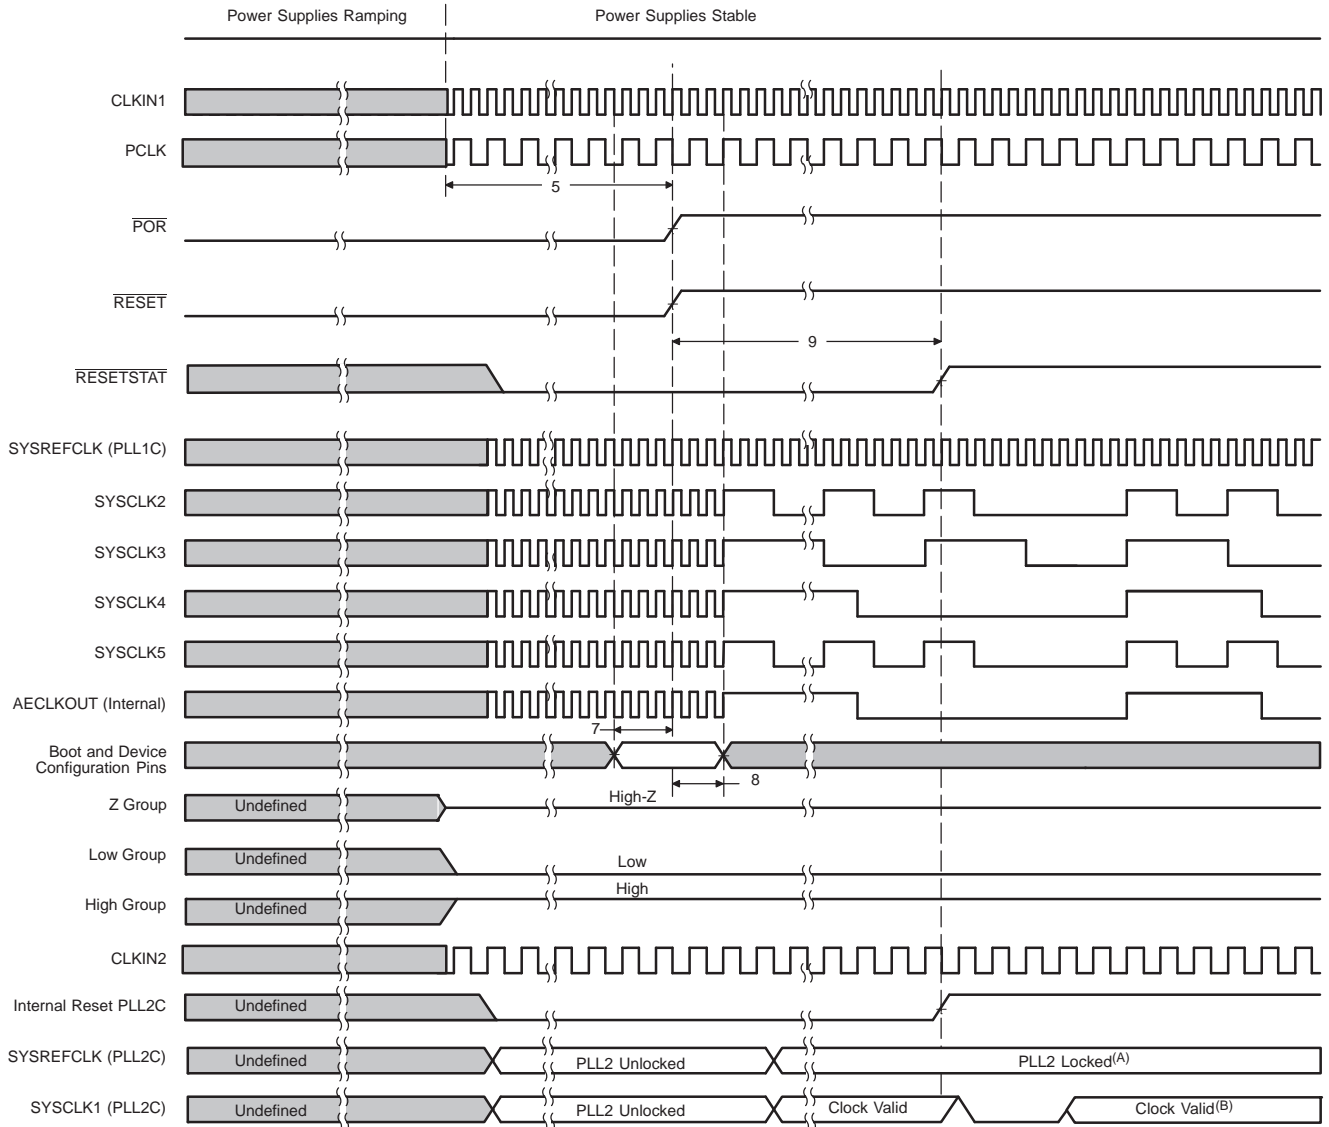 Power Supplies Ramping
Power Supplies Stable
CLKIN1
PCLK
5
POR
RESET
9
RESETSTAT
SYSREFCLK (PLL1C)
SYSCLK2
SYSCLK3
SYSCLK4
SYSCLK5
AECLKOUT (Internal)
7
Boot and Device
Configuration Pins
8
Z Group
Undefined
High-Z
Low Group
Undefined
Low
High Group
Undefined
High
CLKIN2
Internal Reset PLL2C
Undefined
SYSREFCLK (PLL2C)
Undefined
PLL2 Unlocked
PLL2 Locked(A)
SYSCLK1 (PLL2C)
Undefined
PLL2 Unlocked
Clock Valid
Clock Valid(B)